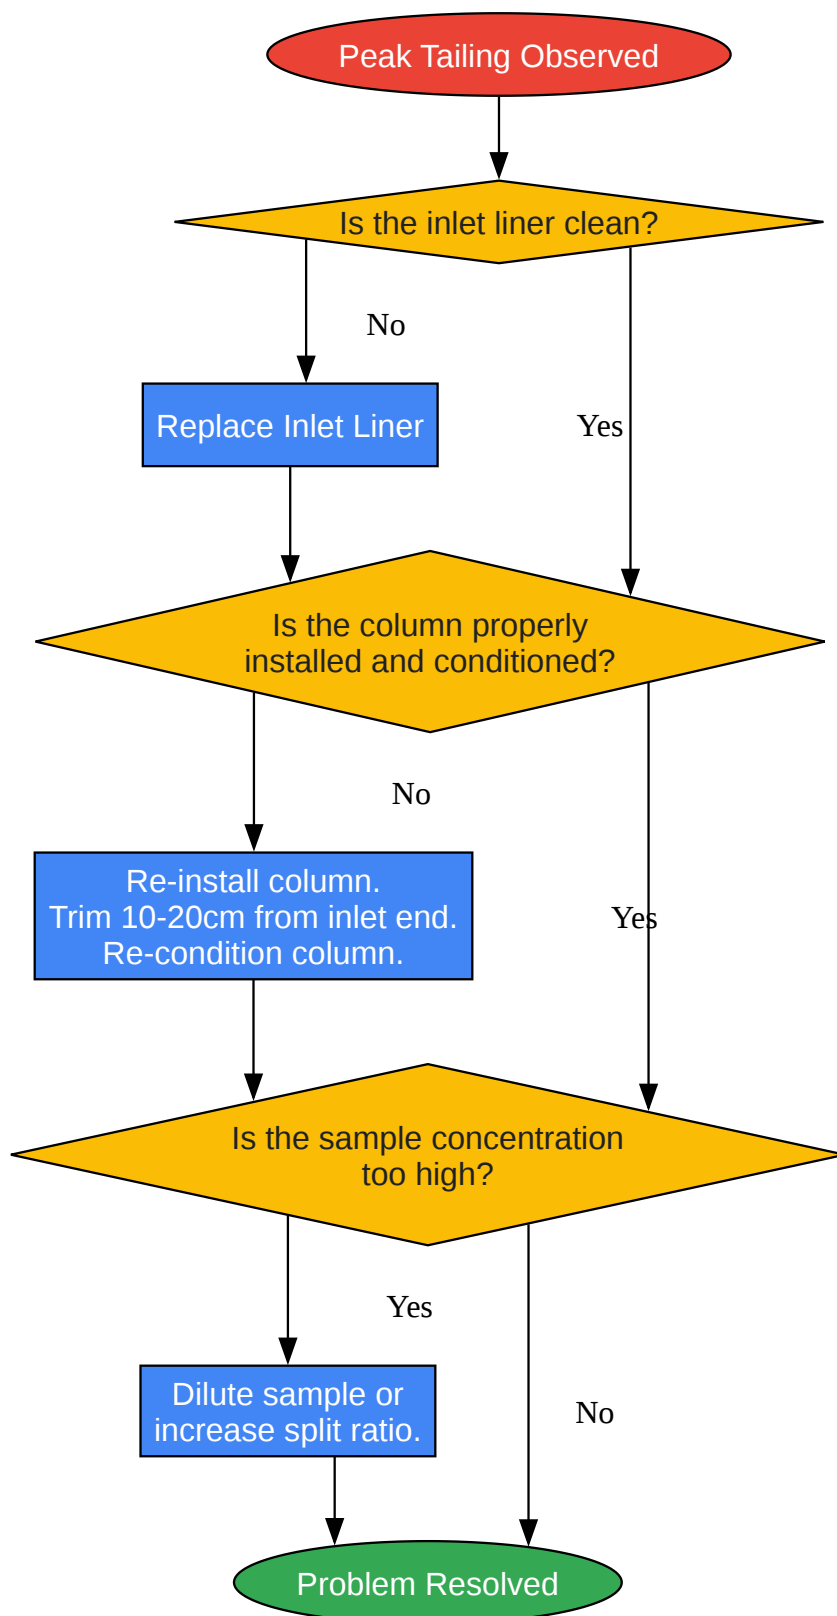 Peak Tailing Observed
Is the inlet liner clean?
No
Replace Inlet Liner
Yes
Is the column properly
installed and conditioned?
No
Re-install column.
Trim 10-20cm from inlet end.
Re-condition column.
Yes
Is the sample concentration
too high?
Yes
Dilute sample or
increase split ratio.
No
Problem Resolved